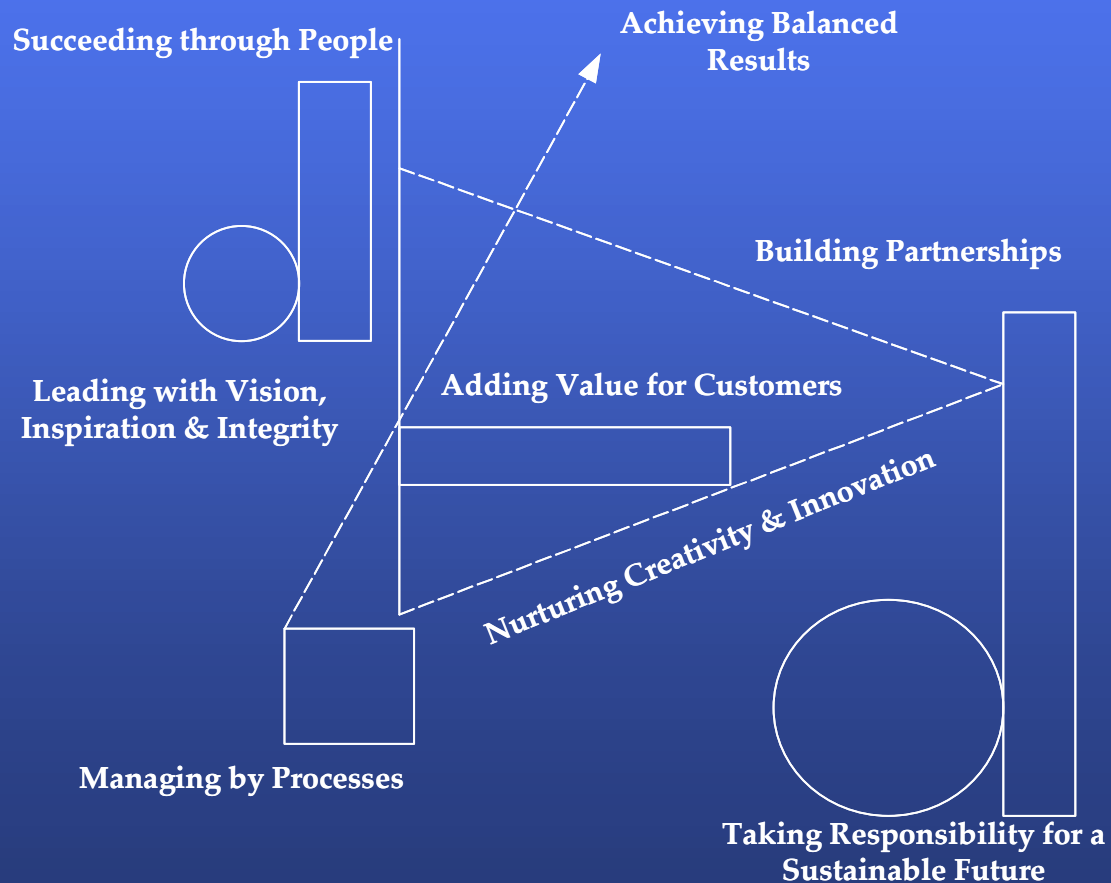 Succeeding through People
Achieving Balanced
Results
Building Partnerships
Leading with Vision,
Inspiration & Integrity
Adding Value for Customers
Nurturing Creativity & Innovation
Managing by Processes
Taking Responsibility for a
Sustainable Future